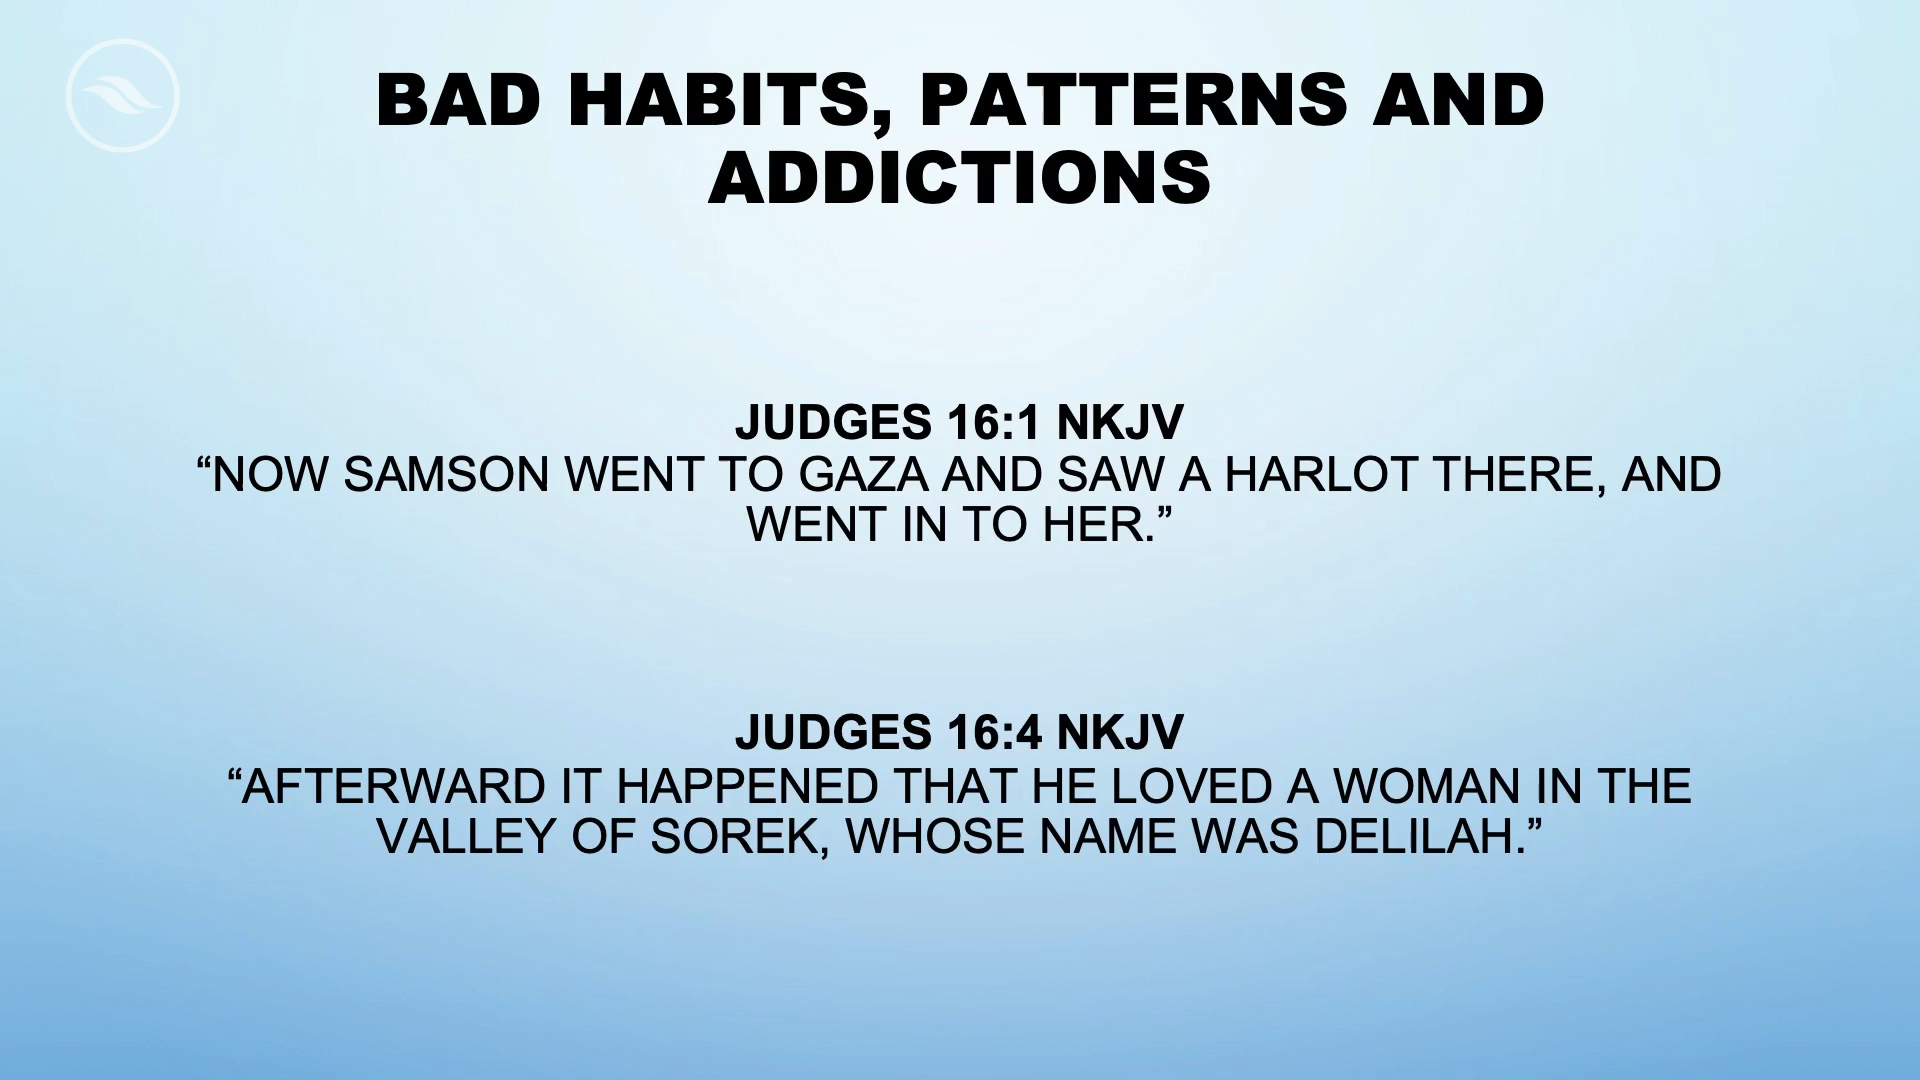 BAD HABITS, PATTERNS AND
ADDICTIONS
JUDGES 16:1 NKJV
“NOW SAMSON WENT TO GAZA AND SAW A HARLOT THERE, AND
WENT IN TO HER.”
JUDGES 16:4 NKJV
“AFTERWARD IT HAPPENED THAT HE LOVED A WOMAN IN THE
VALLEY OF SOREK, WHOSE NAME WAS DELILAH.”